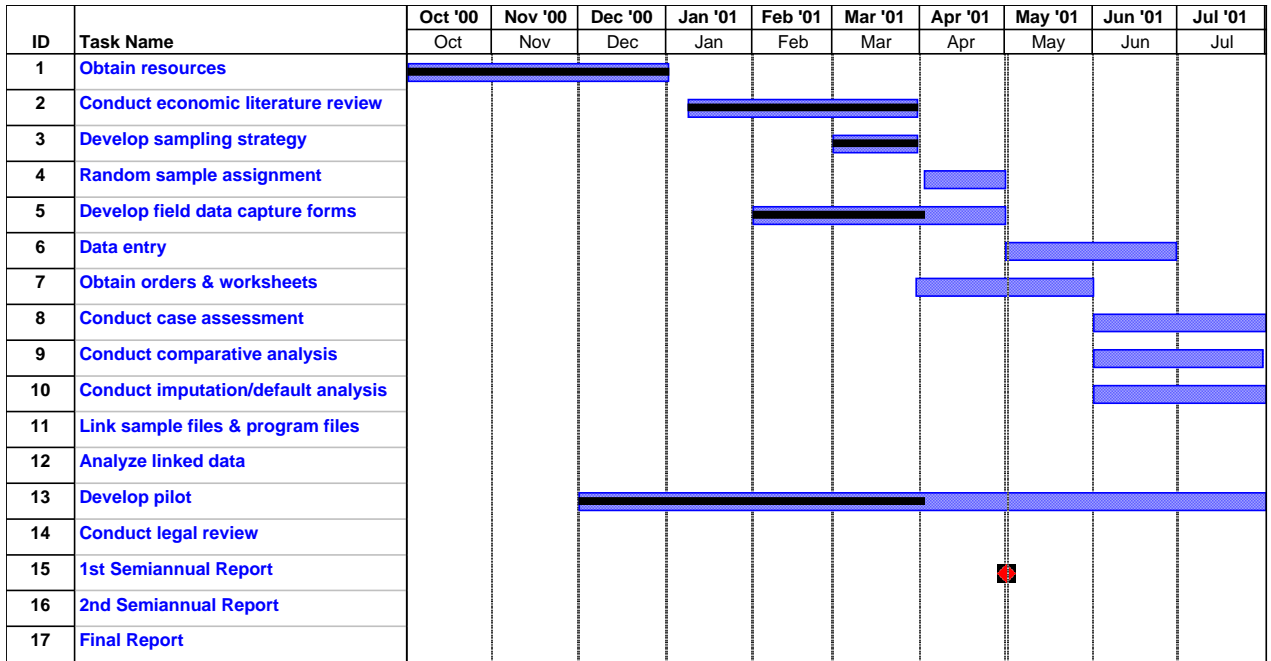 Oct '00 Nov '00 Dec '00 Jan '01 Feb '01 Mar '01 Apr '01 May '01 Jun '01 Jul '01
ID Task Name Oct Nov Dec Jan Feb Mar Apr May Jun Jul
1 Obtain resources
2 Conduct economic literature review
3 Develop sampling strategy
4 Random sample assignment
5 Develop field data capture forms
6 Data entry
7 Obtain orders & worksheets
8 Conduct case assessment
9 Conduct comparative analysis
10 Conduct imputation/default analysis
11 Link sample files & program files
12 Analyze linked data
13 Develop pilot
14 Conduct legal review
15 1st Semiannual Report
16 2nd Semiannual Report
17 Final Report